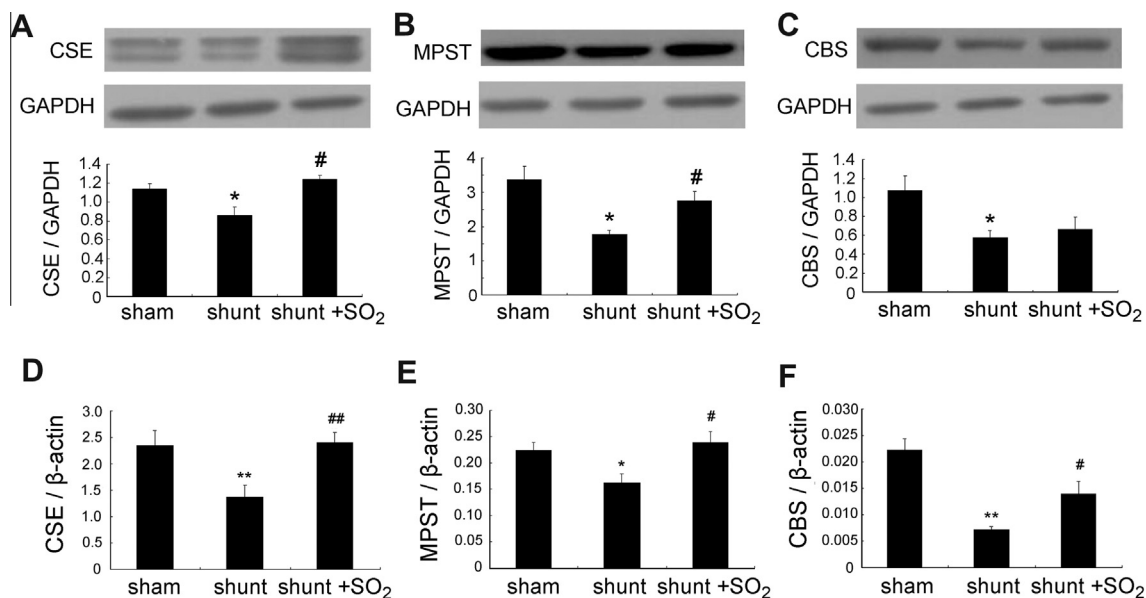 A
CSE
GAPDH
CSE / GAPDH
1.4
1.2
1.0
0.8
0.6
0.4
0.2
0
*
#
sham shunt shunt +SO₂
B
MPST
GAPDH
MPST / GAPDH
4
3
2
1
0
*
#
sham shunt shunt +SO₂
C
CBS
GAPDH
CBS / GAPDH
1.4
1.2
1.0
0.8
0.6
0.4
0.2
0
*
sham shunt shunt +SO₂
D
CSE / β-actin
3.0
2.5
2.0
1.5
1.0
0.5
0
**
##
sham shunt shunt +SO₂
E
MPST / β-actin
0.30
0.25
0.20
0.15
0.10
0.05
0.00
*
#
sham shunt shunt +SO₂
F
CBS / β-actin
0.030
0.025
0.020
0.015
0.010
0.005
0
**
#
sham shunt shunt +SO₂